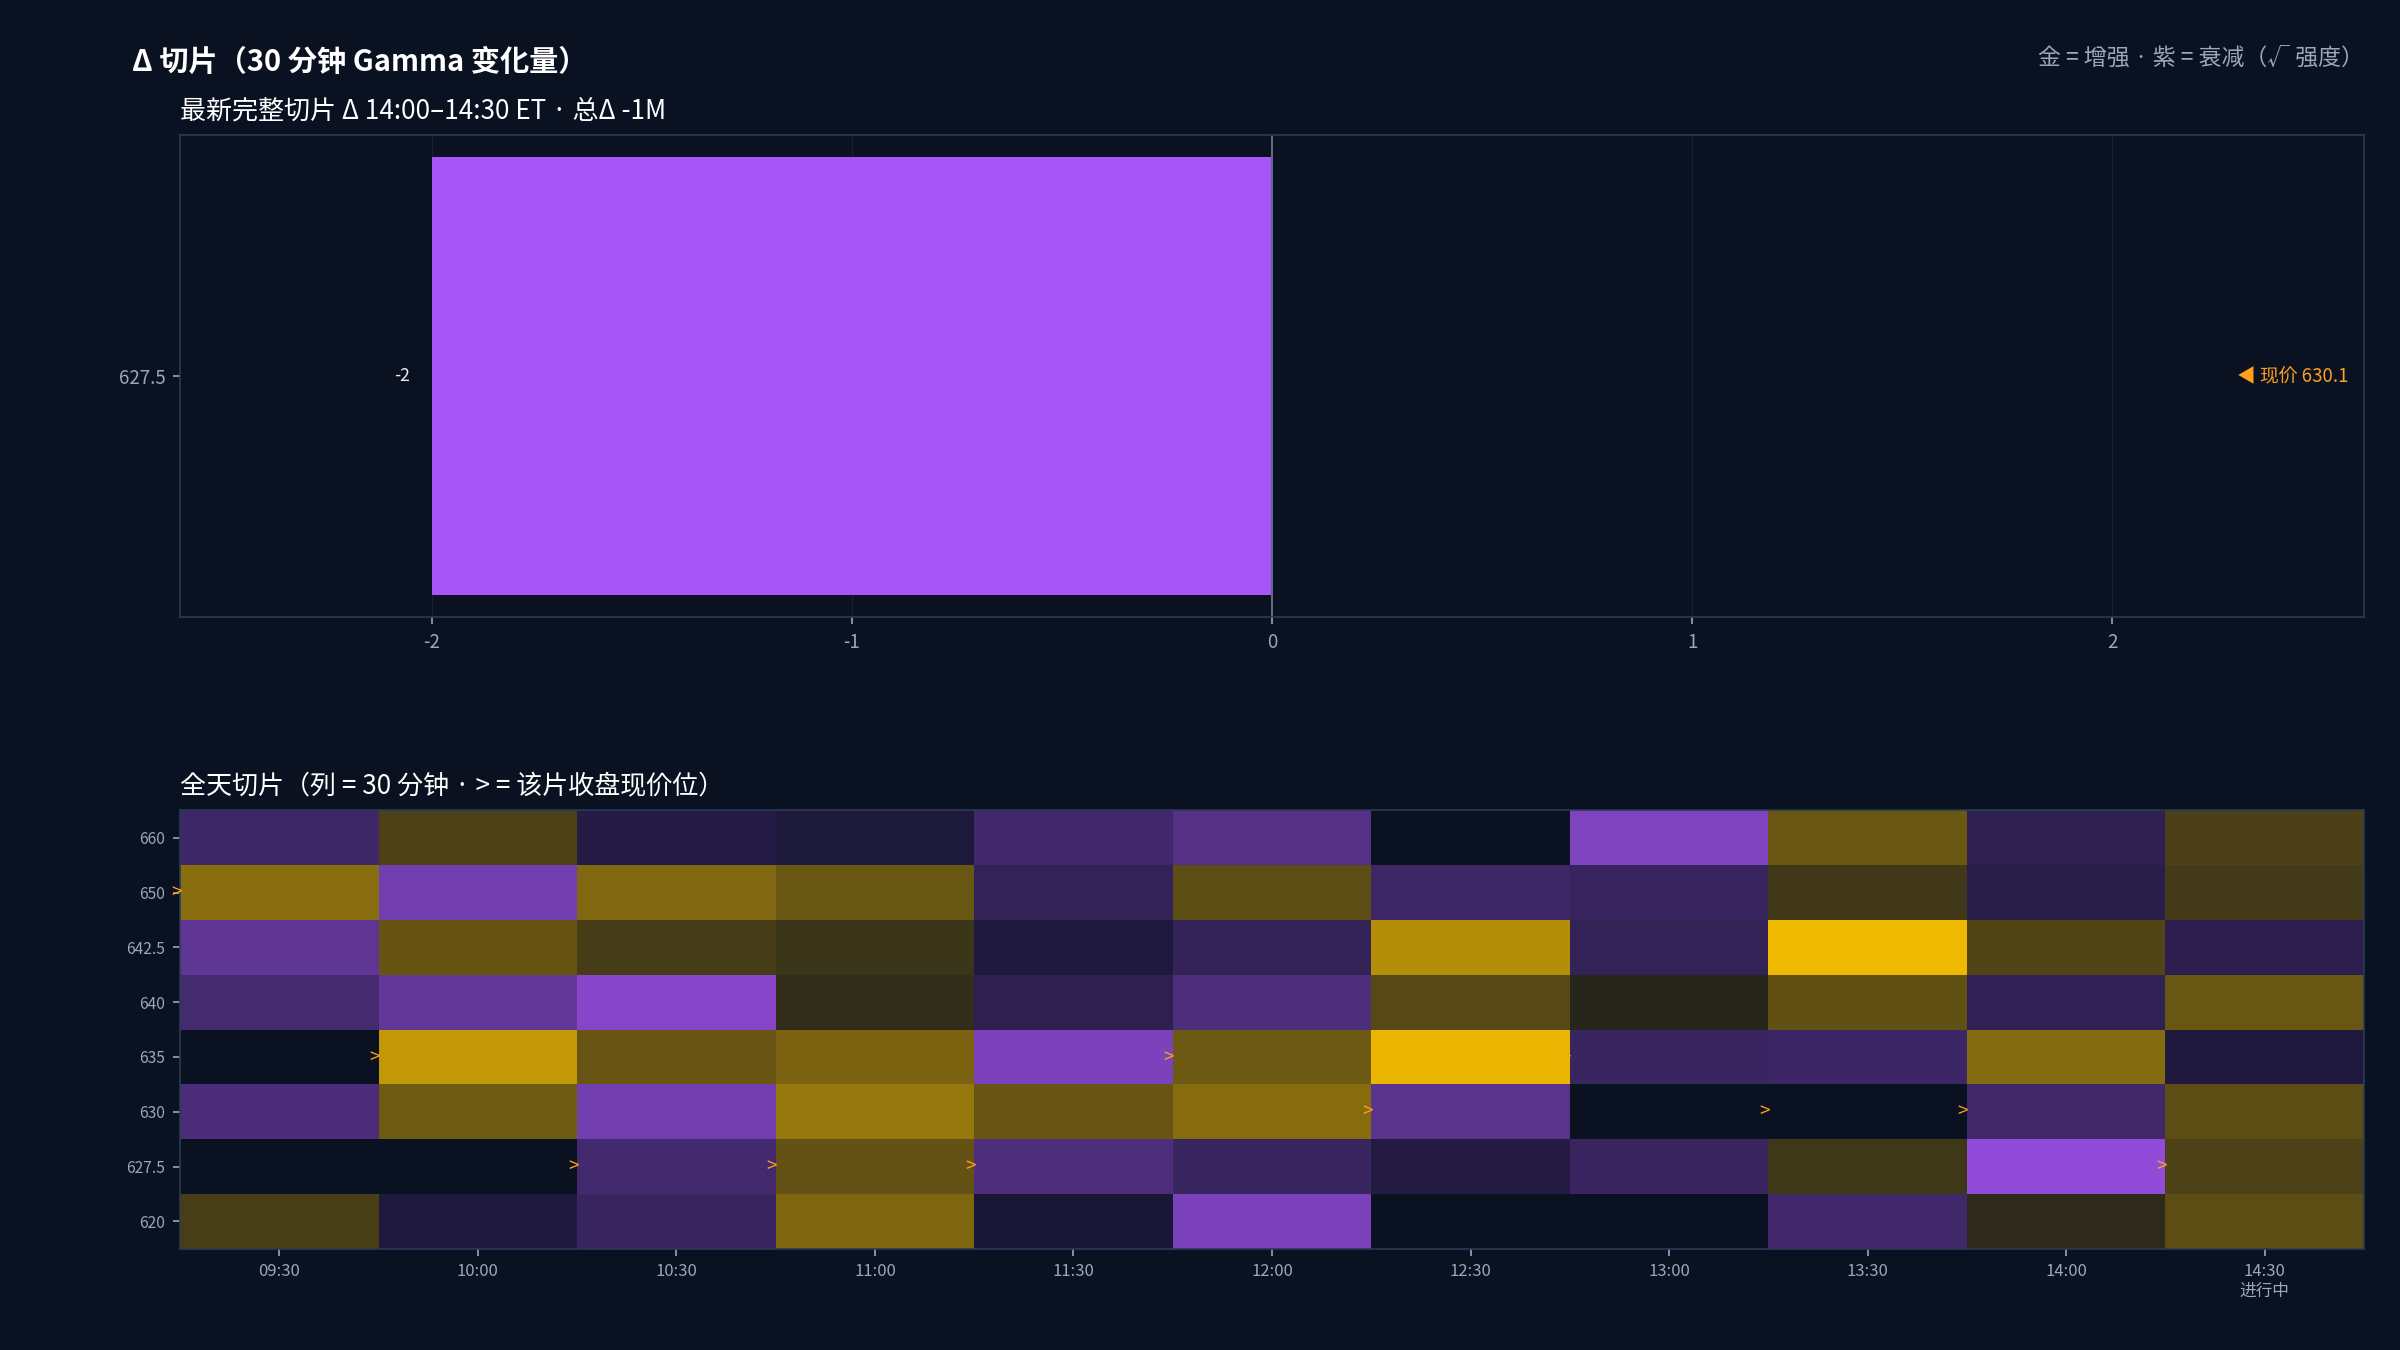 Δ 切片（30 分钟 Gamma 变化量）
金 = 增强 · 紫 = 衰减（√ 强度）
最新完整切片 Δ 14:00–14:30 ET · 总Δ -1M
627.5
-2
◀ 现价 630.1
-2 -1 0 1 2
全天切片（列 = 30 分钟 · > = 该片收盘现价位）
660
650 >
642.5
640
635 > > >
630 > > >
627.5 > > > >
620
09:30 10:00 10:30 11:00 11:30 12:00 12:30 13:00 13:30 14:00 14:30
进行中